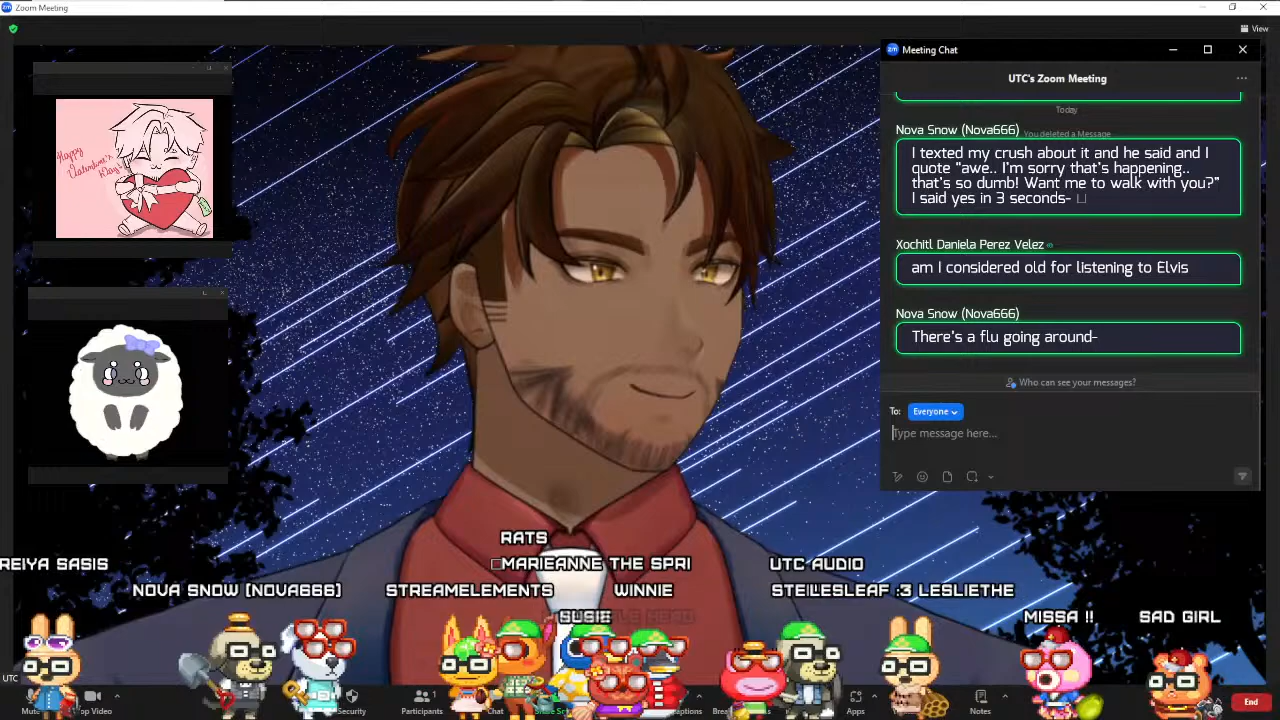 Zoom Meeting
View
Meeting Chat
UTC's Zoom Meeting
Today
Nova Snow (Nova666)
You deleted a Message
I texted my crush about it and he said and I
quote “awe.. I'm sorry that's happening..
that's so dumb! Want me to walk with you?”
I said yes in 3 seconds- □
Xochitl Daniela Perez Velez
am I considered old for listening to Elvis
Nova Snow (Nova666)
There's a flu going around-
Who can see your messages?
To: Everyone
Type message here...
Happy
Valentine's
Day!
RATS
□MARIEANNE THE SPRI
UTC AUDIO
REIYA SASIS
NOVA SNOW [NOVA666]
STREAMELEMENTS
WINNIE
LESLIETHE
SUSIE
MISSA !!
SAD GIRL
UTC
Security
Participants
1
Chat
Apps
Notes
End